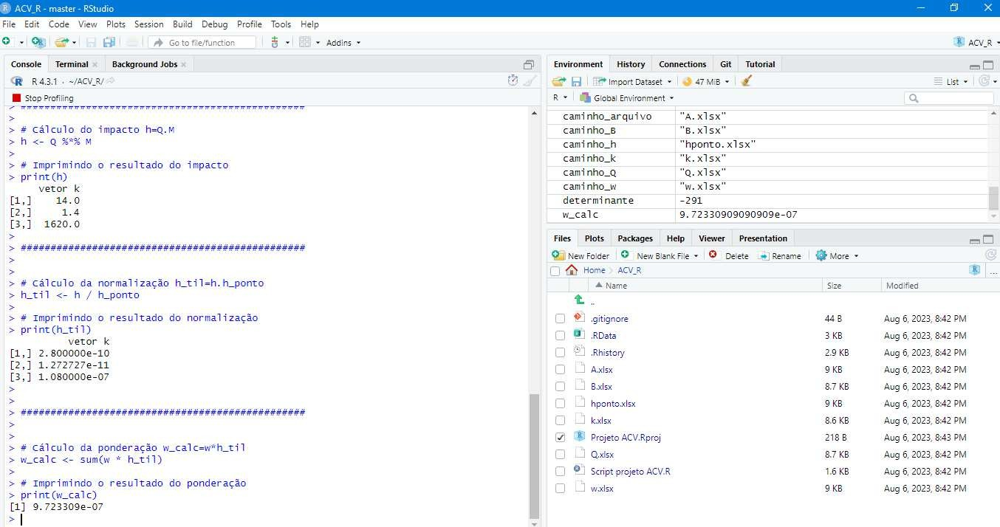 ACV_R - master - RStudio
File Edit Code View Plots Session Build Debug Profile Tools Help
Go to file/function Addins ACV_R
Console Terminal Background Jobs
R 4.3.1 · ~/ACV_R/
Stop Profiling
> ################################################
>
> # Cálculo do impacto h=Q.M
> h <- Q %*% M
>
> # Imprimindo o resultado do impacto
> print(h)
     vetor k
[1,]    14.0
[2,]     1.4
[3,]  1620.0
>
> ################################################
>
>
> # Cálculo da normalização h_til=h.h_ponto
> h_til <- h / h_ponto
>
> # Imprimindo o resultado do normalização
> print(h_til)
          vetor k
[1,] 2.800000e-10
[2,] 1.272727e-11
[3,] 1.080000e-07
>
>
> ################################################
>
>
> # Cálculo da ponderação w_calc=w*h_til
> w_calc <- sum(w * h_til)
>
> # Imprimindo o resultado do ponderação
> print(w_calc)
[1] 9.723309e-07
>
Environment History Connections Git Tutorial
Import Dataset 47 MiB List
R Global Environment
caminho_arquivo "A.xlsx"
caminho_B "B.xlsx"
caminho_h "hponto.xlsx"
caminho_k "k.xlsx"
caminho_Q "Q.xlsx"
caminho_w "w.xlsx"
determinante -291
w_calc 9.72330909090909e-07
Files Plots Packages Help Viewer Presentation
New Folder New Blank File Delete Rename More
Home ACV_R ...
Name Size Modified
..
.gitignore 44 B Aug 6, 2023, 8:42 PM
.RData 3 KB Aug 6, 2023, 8:42 PM
.Rhistory 2.9 KB Aug 6, 2023, 8:42 PM
A.xlsx 9 KB Aug 6, 2023, 8:42 PM
B.xlsx 8.7 KB Aug 6, 2023, 8:42 PM
hponto.xlsx 9 KB Aug 6, 2023, 8:42 PM
k.xlsx 8.6 KB Aug 6, 2023, 8:42 PM
Projeto ACV.Rproj 218 B Aug 6, 2023, 8:43 PM
Q.xlsx 8.7 KB Aug 6, 2023, 8:42 PM
Script projeto ACV.R 1.6 KB Aug 6, 2023, 8:42 PM
w.xlsx 9 KB Aug 6, 2023, 8:42 PM